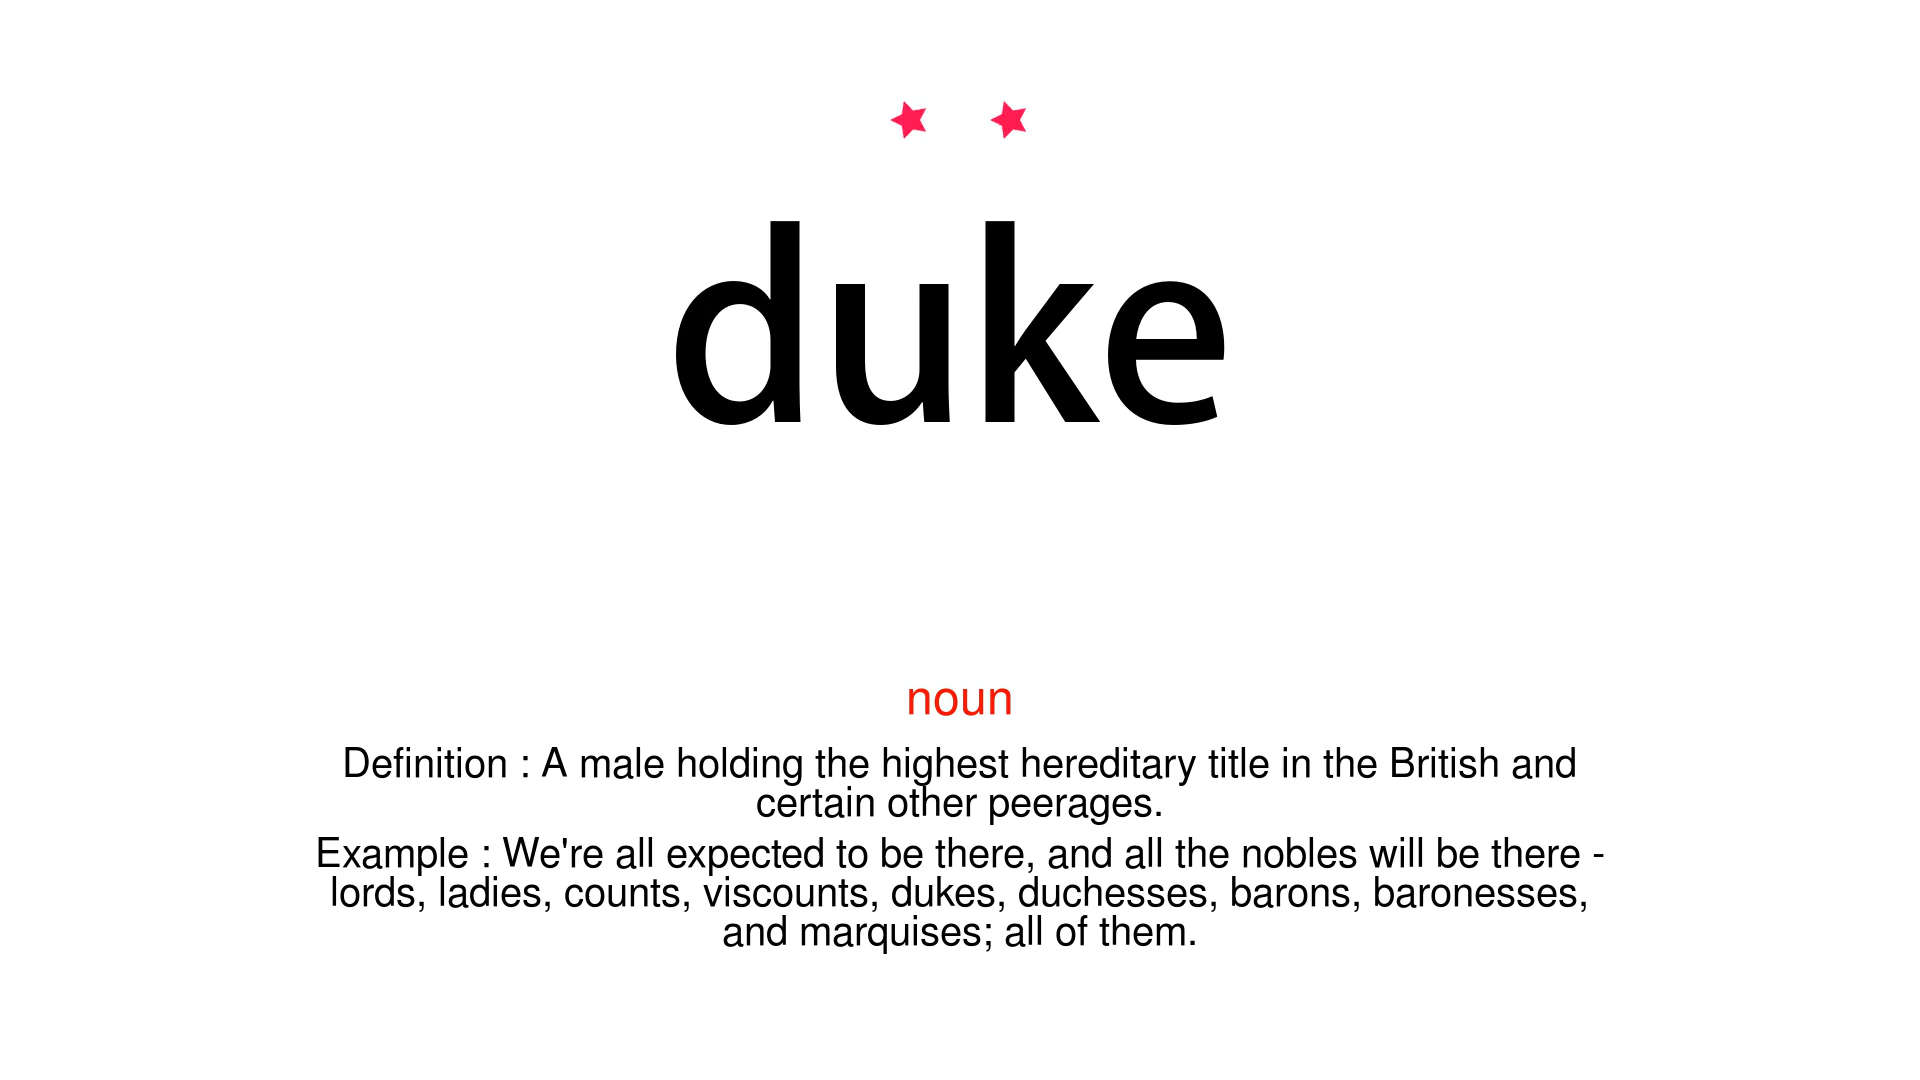 duke
noun
Definition : A male holding the highest hereditary title in the British and
certain other peerages.
Example : We're all expected to be there, and all the nobles will be there -
lords, ladies, counts, viscounts, dukes, duchesses, barons, baronesses,
and marquises; all of them.